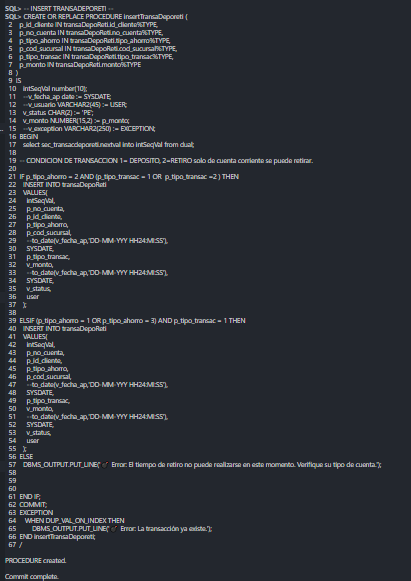 SQL> -- INSERT TRANSADEPORETI --
SQL> CREATE OR REPLACE PROCEDURE insertTransaDeporeti (
2 p_id_cliente IN transaDepoReti.id_cliente%TYPE,
3 p_no_cuenta IN transaDepoReti.no_cuenta%TYPE,
4 p_tipo_ahorro IN transaDepoReti.tipo_ahorro%TYPE,
5 p_cod_sucursal IN transaDepoReti.cod_sucursal%TYPE,
6 p_tipo_transac IN transaDepoReti.tipo_transac%TYPE,
7 p_monto IN transaDepoReti.monto%TYPE
8 )
9 IS
10 intSeqVal number(10);
11 --v_fecha_ap date := SYSDATE;
12 --v_usuario VARCHAR2(45) := USER;
13 v_status CHAR(2) := 'PE';
14 v_monto NUMBER(15,2) := p_monto;
15 --v_exception VARCHAR2(250) := EXCEPTION;
16 BEGIN
17 select sec_transaccdeporeti.nextval into intSeqVal from dual;
18
19 -- CONDICION DE TRANSACCION 1= DEPOSITO, 2=RETIRO solo de cuenta corriente se puede retirar.
20
21 IF p_tipo_ahorro = 2 AND (p_tipo_transac = 1 OR p_tipo_transac =2 ) THEN
22 INSERT INTO transaDepoReti
23 VALUES(
24 intSeqVal,
25 p_no_cuenta,
26 p_id_cliente,
27 p_tipo_ahorro,
28 p_cod_sucursal,
29 --to_date(v_fecha_ap,'DD-MM-YYY HH24:MI:SS'),
30 SYSDATE,
31 p_tipo_transac,
32 v_monto,
33 --to_date(v_fecha_ap,'DD-MM-YYY HH24:MI:SS'),
34 SYSDATE,
35 v_status,
36 user
37 );
38
39 ELSIF (p_tipo_ahorro = 1 OR p_tipo_ahorro = 3) AND p_tipo_transac = 1 THEN
40 INSERT INTO transaDepoReti
41 VALUES(
42 intSeqVal,
43 p_no_cuenta,
44 p_id_cliente,
45 p_tipo_ahorro,
46 p_cod_sucursal,
47 --to_date(v_fecha_ap,'DD-MM-YYY HH24:MI:SS'),
48 SYSDATE,
49 p_tipo_transac,
50 v_monto,
51 --to_date(v_fecha_ap,'DD-MM-YYY HH24:MI:SS'),
52 SYSDATE,
53 v_status,
54 user
55 );
56 ELSE
57 DBMS_OUTPUT.PUT_LINE(' ✅ Error: El tiempo de retiro no puede realizarse en este momento. Verifique su tipo de cuenta.');
58
59
60
61 END IF;
62 COMMIT;
63 EXCEPTION
64 WHEN DUP_VAL_ON_INDEX THEN
65 DBMS_OUTPUT.PUT_LINE(' ✅ Error: La transacción ya existe.');
66 END insertTransaDeporeti;
67 /
PROCEDURE created.
Commit complete.